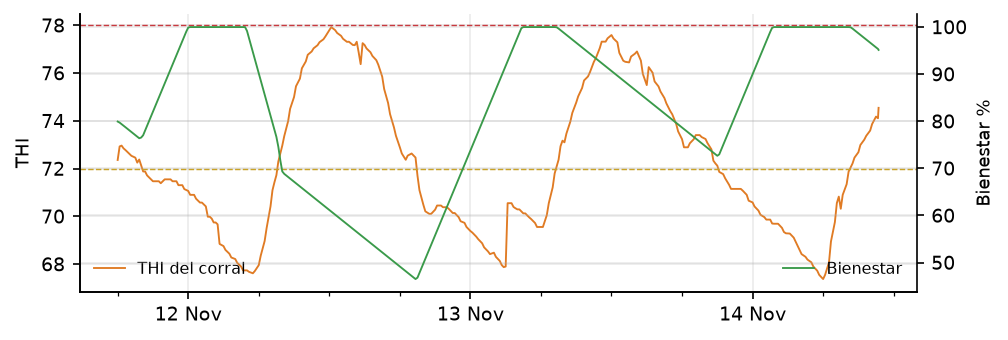 78
76
74
72
70
68
THI
100
90
80
70
60
50
Bienestar %
THI del corral
Bienestar
12 Nov
13 Nov
14 Nov